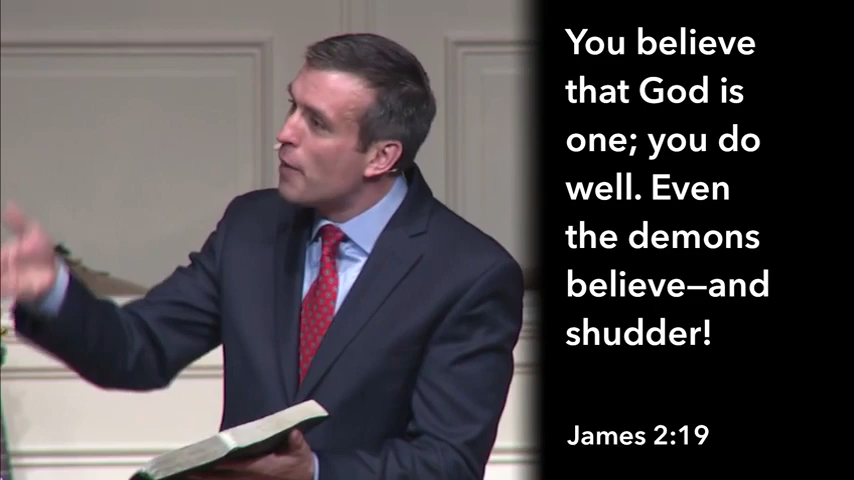 You believe
that God is
one; you do
well. Even
the demons
believe—and
shudder!
James 2:19